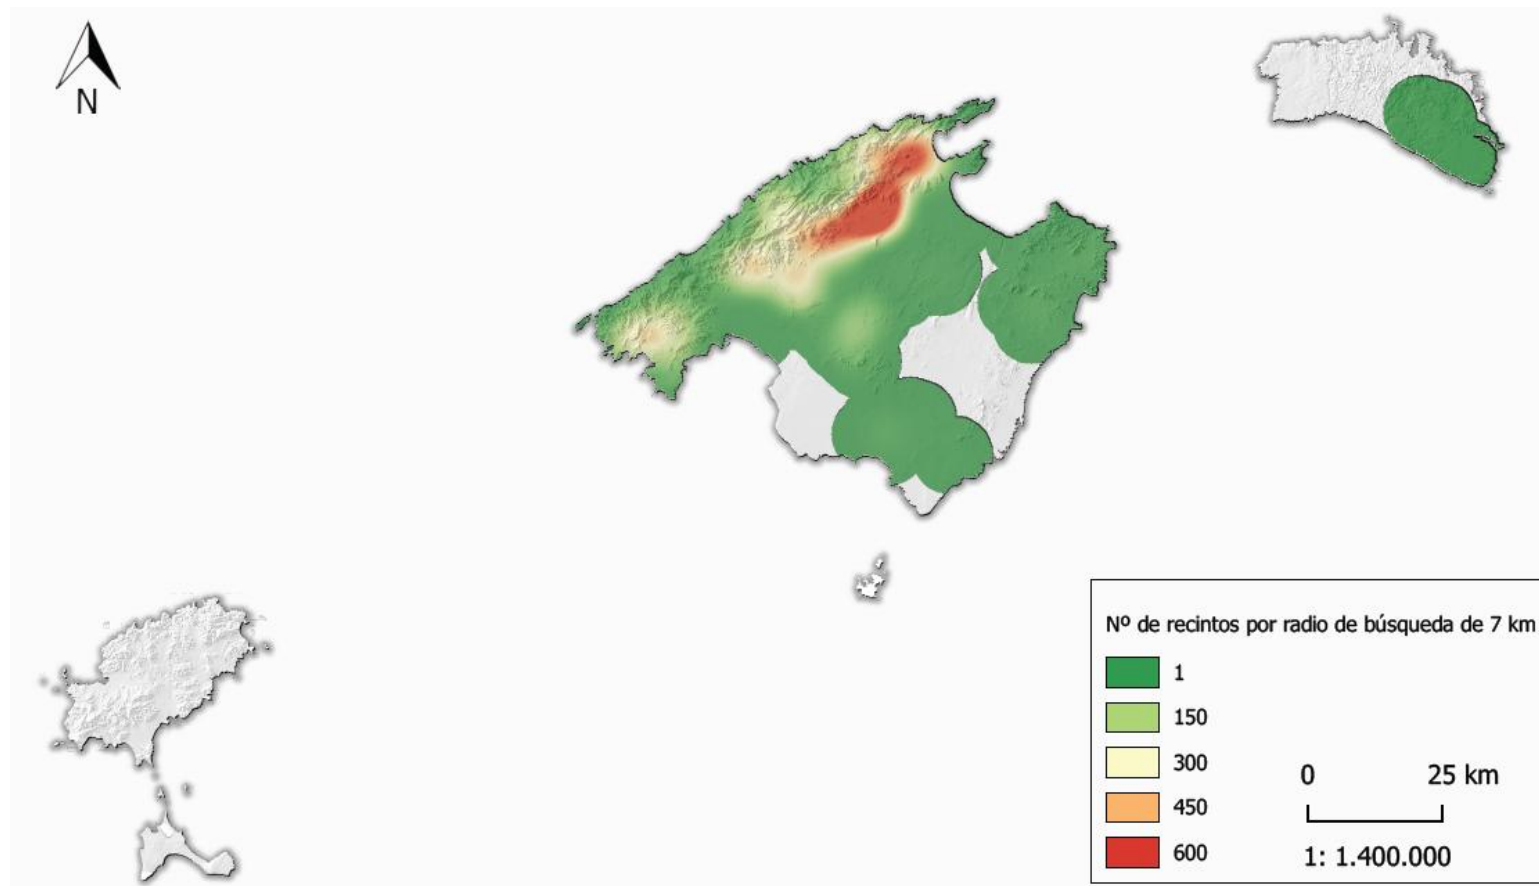 N
Nº de recintos por radio de búsqueda de 7 km
1
150
300
450
600
0 25 km
1: 1.400.000